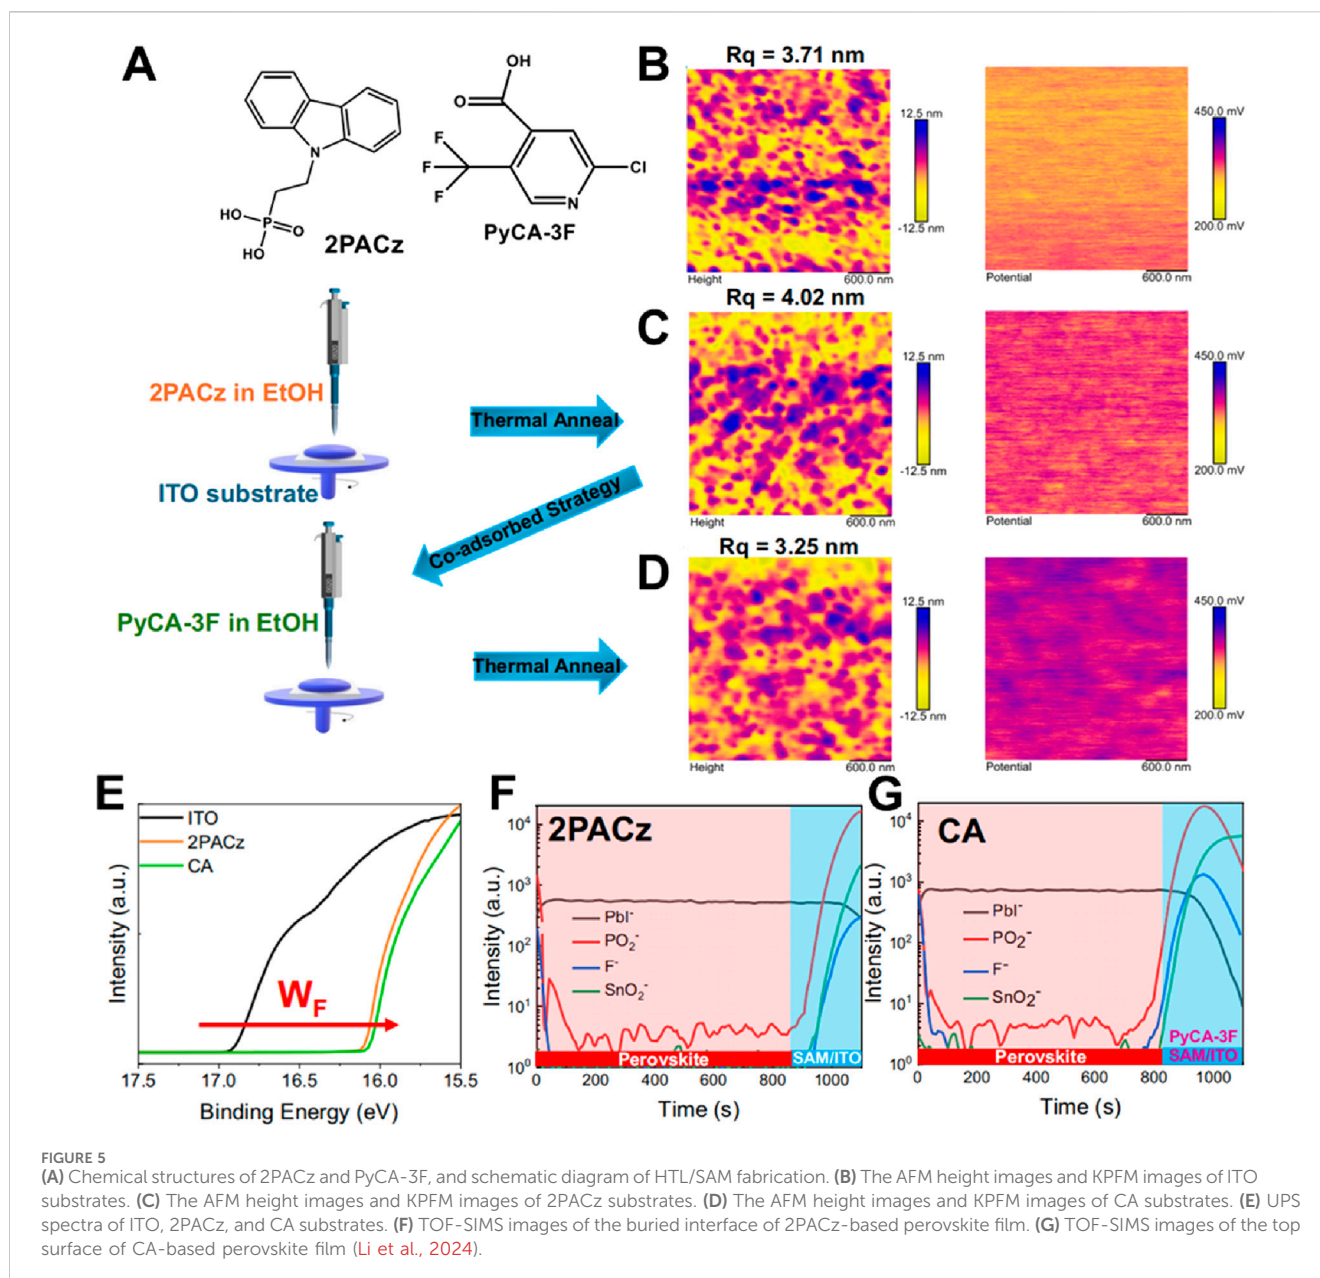 A
OH
O
F
F
F
Cl
N
N
HO
P
O
HO
2PACz
PyCA-3F
2PACz in EtOH
Thermal Anneal
ITO substrate
Co-adsorbed Strategy
PyCA-3F in EtOH
Thermal Anneal
B
Rq = 3.71 nm
12.5 nm
-12.5 nm
Height
600.0 nm
450.0 mV
200.0 mV
Potential
600.0 nm
C
Rq = 4.02 nm
12.5 nm
-12.5 nm
Height
600.0 nm
450.0 mV
200.0 mV
Potential
600.0 nm
D
Rq = 3.25 nm
12.5 nm
-12.5 nm
Height
600.0 nm
450.0 mV
200.0 mV
Potential
600.0 nm
E
ITO
2PACz
CA
W_F
Intensity (a.u.)
17.5 17.0 16.5 16.0 15.5
Binding Energy (eV)
F
2PACz
10⁴
10³
10²
10¹
10⁰
Intensity (a.u.)
PbI⁻
PO₂⁻
F⁻
SnO₂⁻
Perovskite
SAM/ITO
0 200 400 600 800 1000
Time (s)
G
CA
10⁴
10³
10²
10¹
10⁰
Intensity (a.u.)
PbI⁻
PO₂⁻
F⁻
SnO₂⁻
PyCA-3F
Perovskite
SAM/ITO
0 200 400 600 800 1000
Time (s)
FIGURE 5
(A) Chemical structures of 2PACz and PyCA-3F, and schematic diagram of HTL/SAM fabrication. (B) The AFM height images and KPFM images of ITO
substrates. (C) The AFM height images and KPFM images of 2PACz substrates. (D) The AFM height images and KPFM images of CA substrates. (E) UPS
spectra of ITO, 2PACz, and CA substrates. (F) TOF-SIMS images of the buried interface of 2PACz-based perovskite film. (G) TOF-SIMS images of the top
surface of CA-based perovskite film (Li et al., 2024).